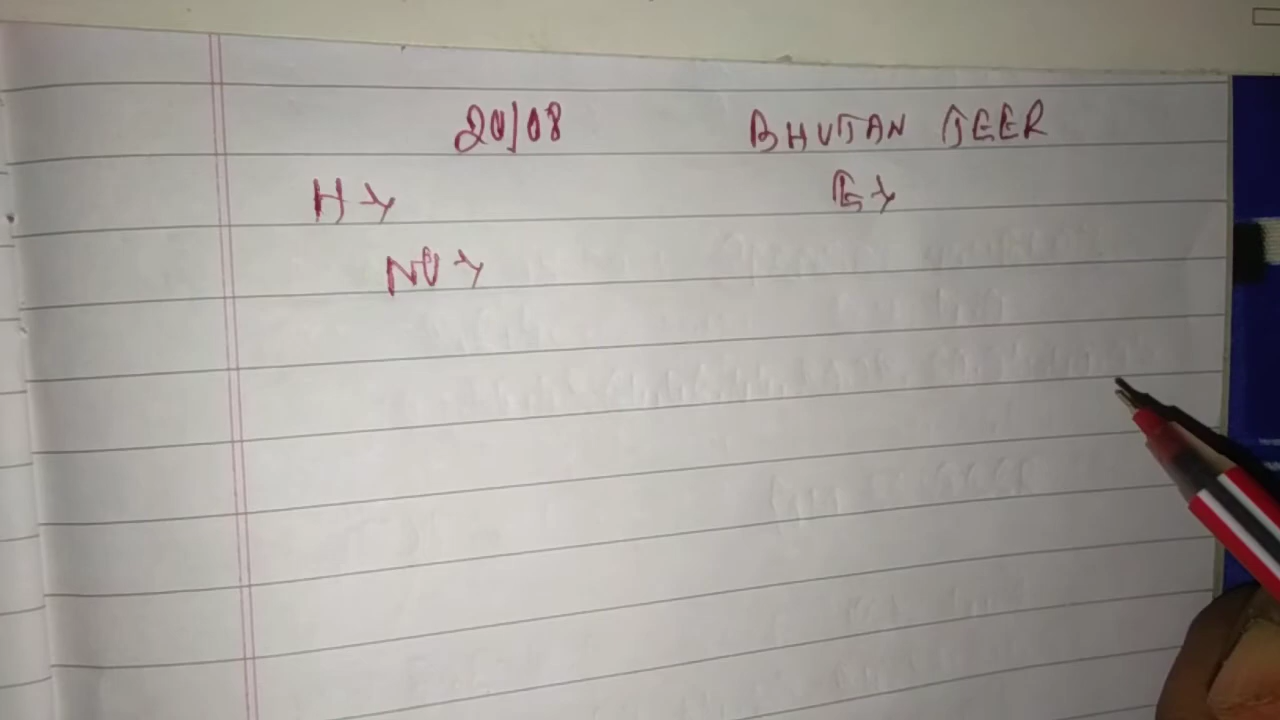 20/08 BHUTAN TEER
H → E →
NO →